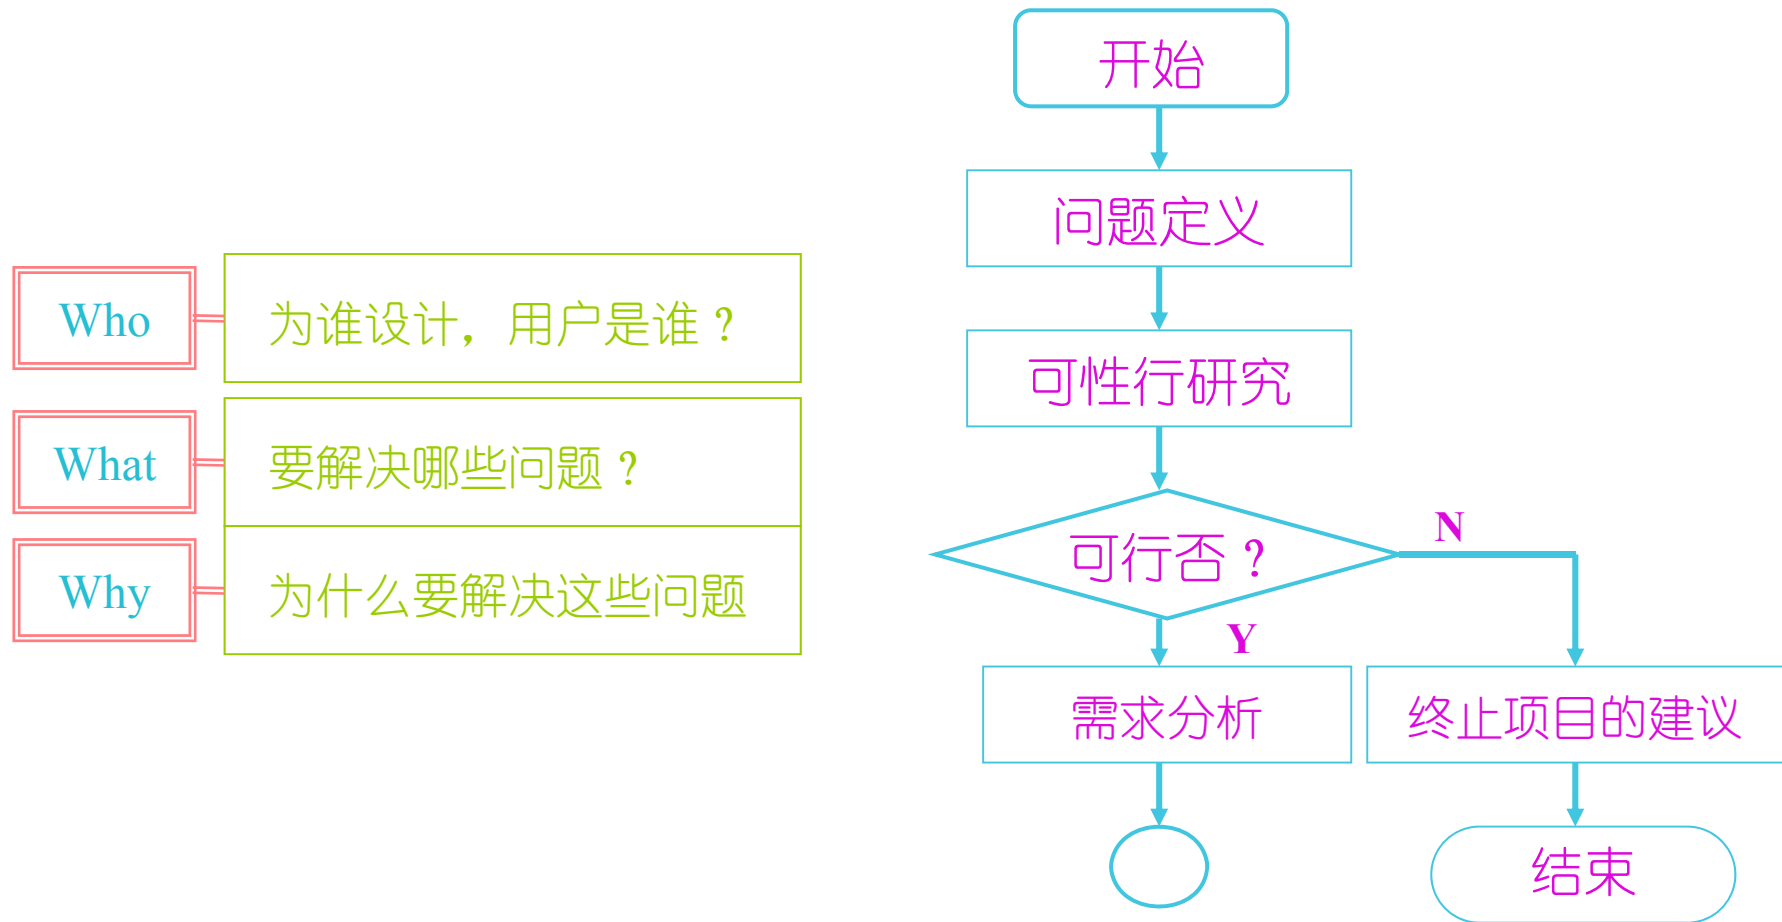 Who
为谁设计，用户是谁？
What
要解决哪些问题？
Why
为什么要解决这些问题
开始
问题定义
可性行研究
可行否？
N
Y
需求分析
终止项目的建议
结束